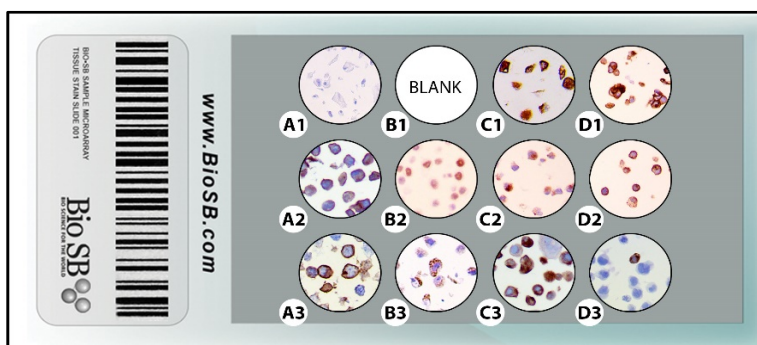 BIO-SB SAMPLE MICROARRAY
TISSUE STAIN SLIDE 001
Bio SB
BIO SCIENCE FOR THE WORLD
www.BioSB.com
BLANK
A1
B1
C1
D1
A2
B2
C2
D2
A3
B3
C3
D3